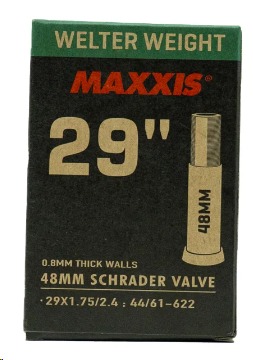 WELTER WEIGHT
MAXXIS®
29"
48MM
0.8MM THICK WALLS
48MM SCHRADER VALVE
·29X1.75/2.4 ; 44/61-622